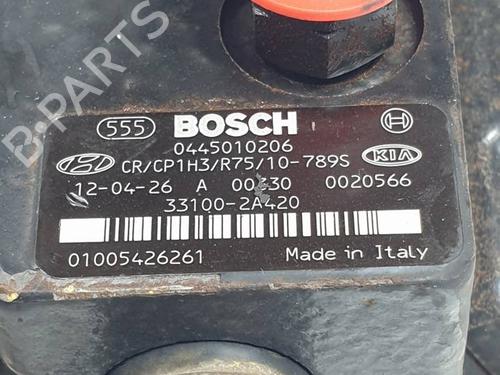 B-PARTS
555 BOSCH
0445010206
CR/CP1H3/R75/10-789S KIA
12-04-26 A 00330 0020566
33100-2A420
01005426261 Made in Italy